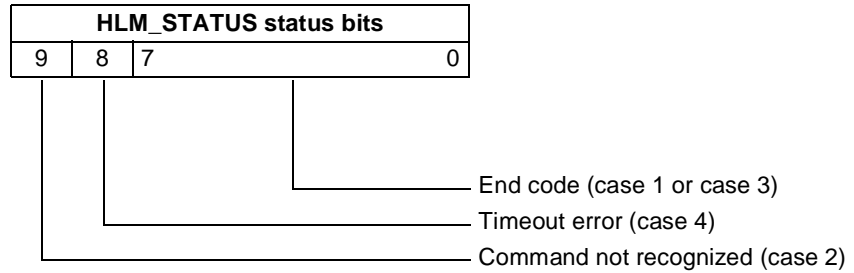 HLM_STATUS status bits
9 8 7 0
End code (case 1 or case 3)
Timeout error (case 4)
Command not recognized (case 2)